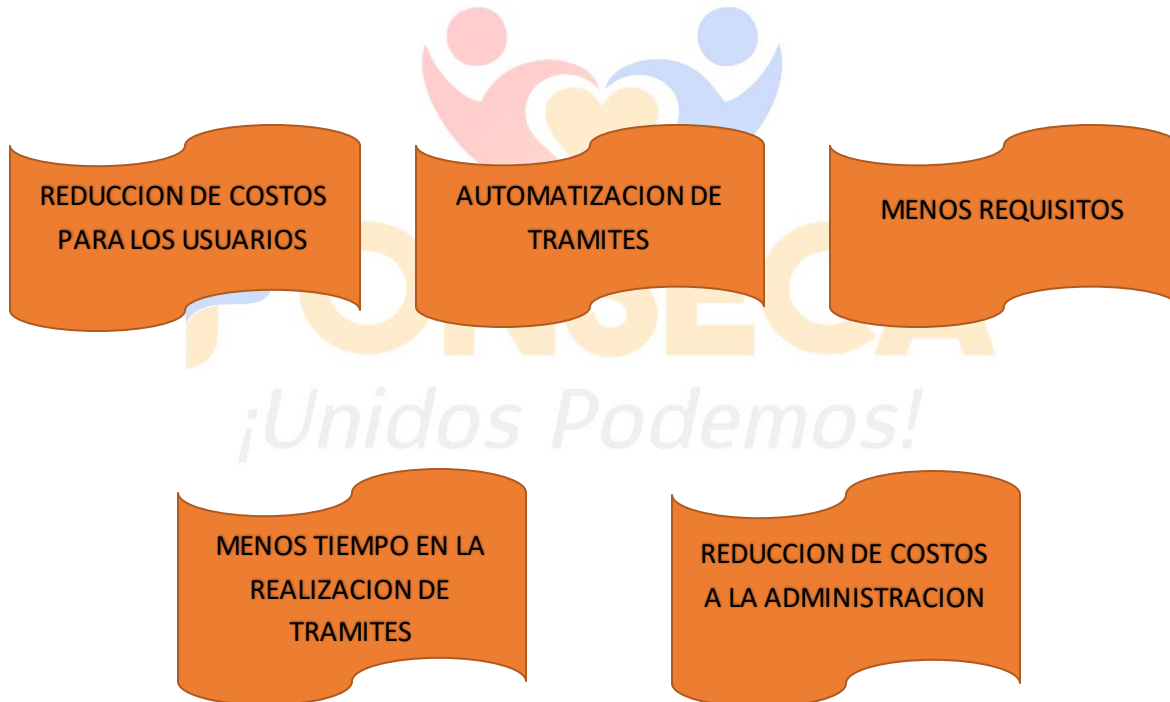 REDUCCION DE COSTOS
PARA LOS USUARIOS
AUTOMATIZACION DE
TRAMITES
MENOS REQUISITOS
FONSECA
¡Unidos Podemos!
MENOS TIEMPO EN LA
REALIZACION DE
TRAMITES
REDUCCION DE COSTOS
A LA ADMINISTRACION